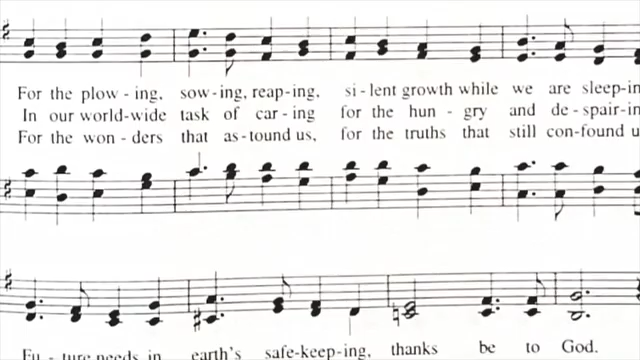 For the plow - ing, sow - ing, reap - ing, si - lent growth while we are sleep - in
In our world - wide task of car - ing for the hun - gry and de - spair - in
For the won - ders that as - tound us, for the truths that still con - found u
Fu - ture needs in earth's safe - keep - ing, thanks be to God.